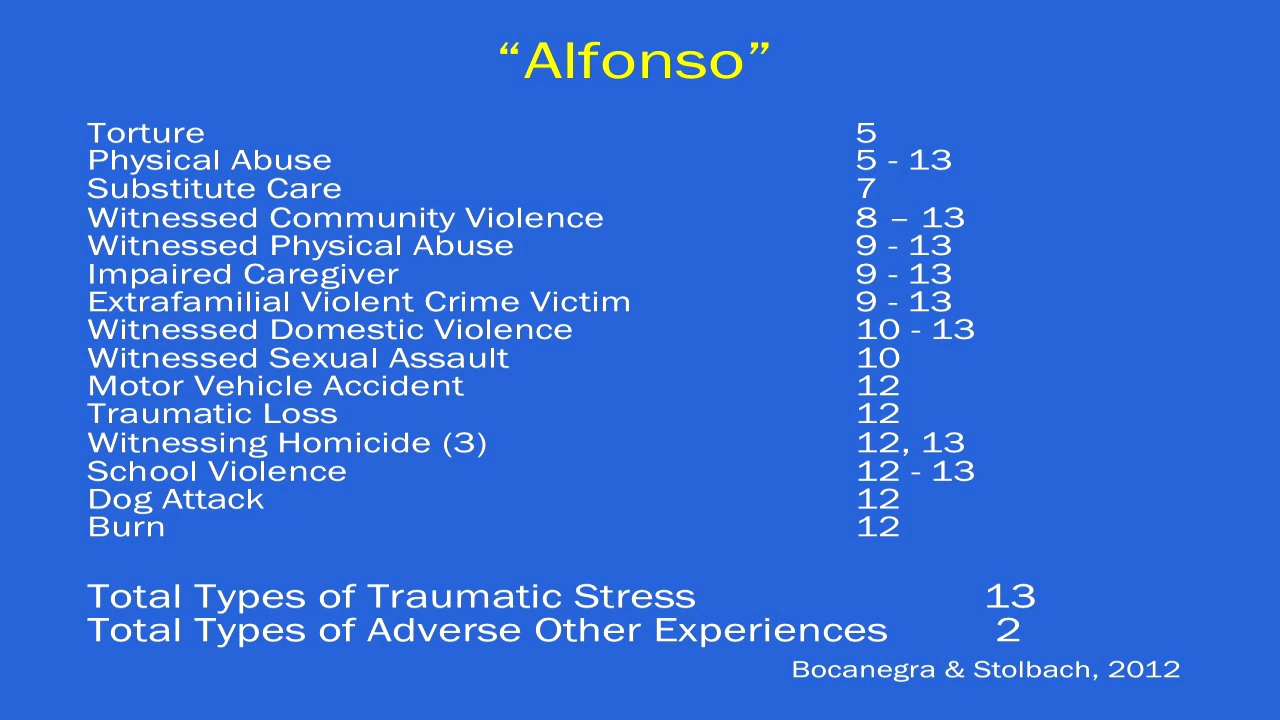 “Alfonso”
Torture 5
Physical Abuse 5 - 13
Substitute Care 7
Witnessed Community Violence 8 – 13
Witnessed Physical Abuse 9 - 13
Impaired Caregiver 9 - 13
Extrafamilial Violent Crime Victim 9 - 13
Witnessed Domestic Violence 10 - 13
Witnessed Sexual Assault 10
Motor Vehicle Accident 12
Traumatic Loss 12
Witnessing Homicide (3) 12, 13
School Violence 12 - 13
Dog Attack 12
Burn 12
Total Types of Traumatic Stress 13
Total Types of Adverse Other Experiences 2
Bocanegra & Stolbach, 2012